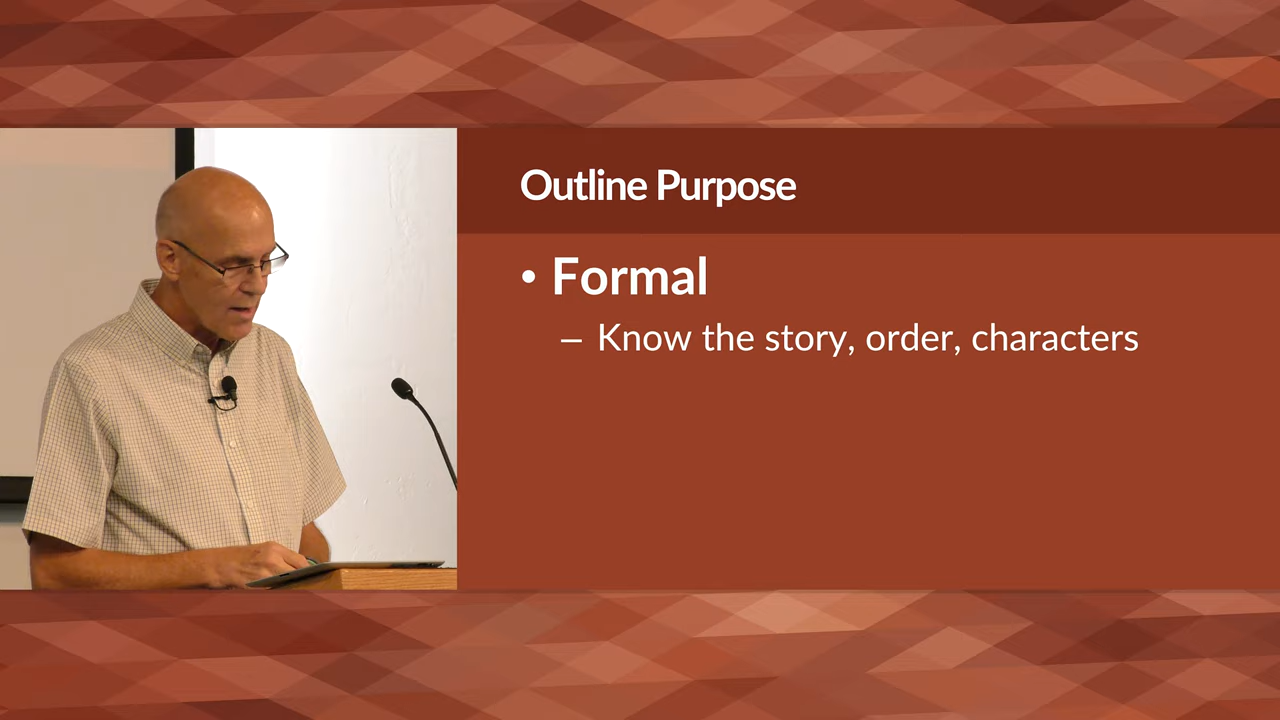 Outline Purpose
• Formal
– Know the story, order, characters